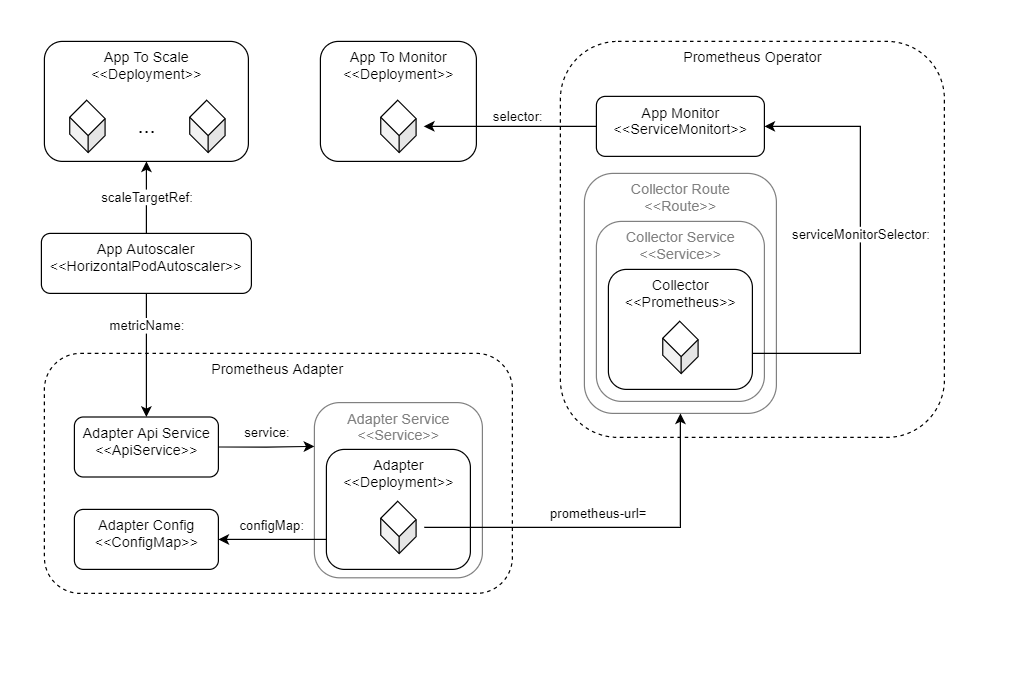 App To Scale
<<Deployment>>
...
App To Monitor
<<Deployment>>
Prometheus Operator
App Monitor
<<ServiceMonitort>>
selector:
scaleTargetRef:
Collector Route
<<Route>>
Collector Service
<<Service>>
serviceMonitorSelector:
App Autoscaler
<<HorizontalPodAutoscaler>>
Collector
<<Prometheus>>
metricName:
Prometheus Adapter
Adapter Api Service
<<ApiService>>
service:
Adapter Service
<<Service>>
Adapter
<<Deployment>>
Adapter Config
<<ConfigMap>>
configMap:
prometheus-url=